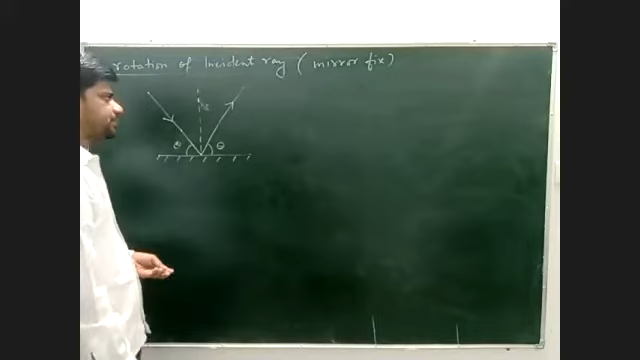 rotation of Incident ray ( mirror fix )
N
θ θ